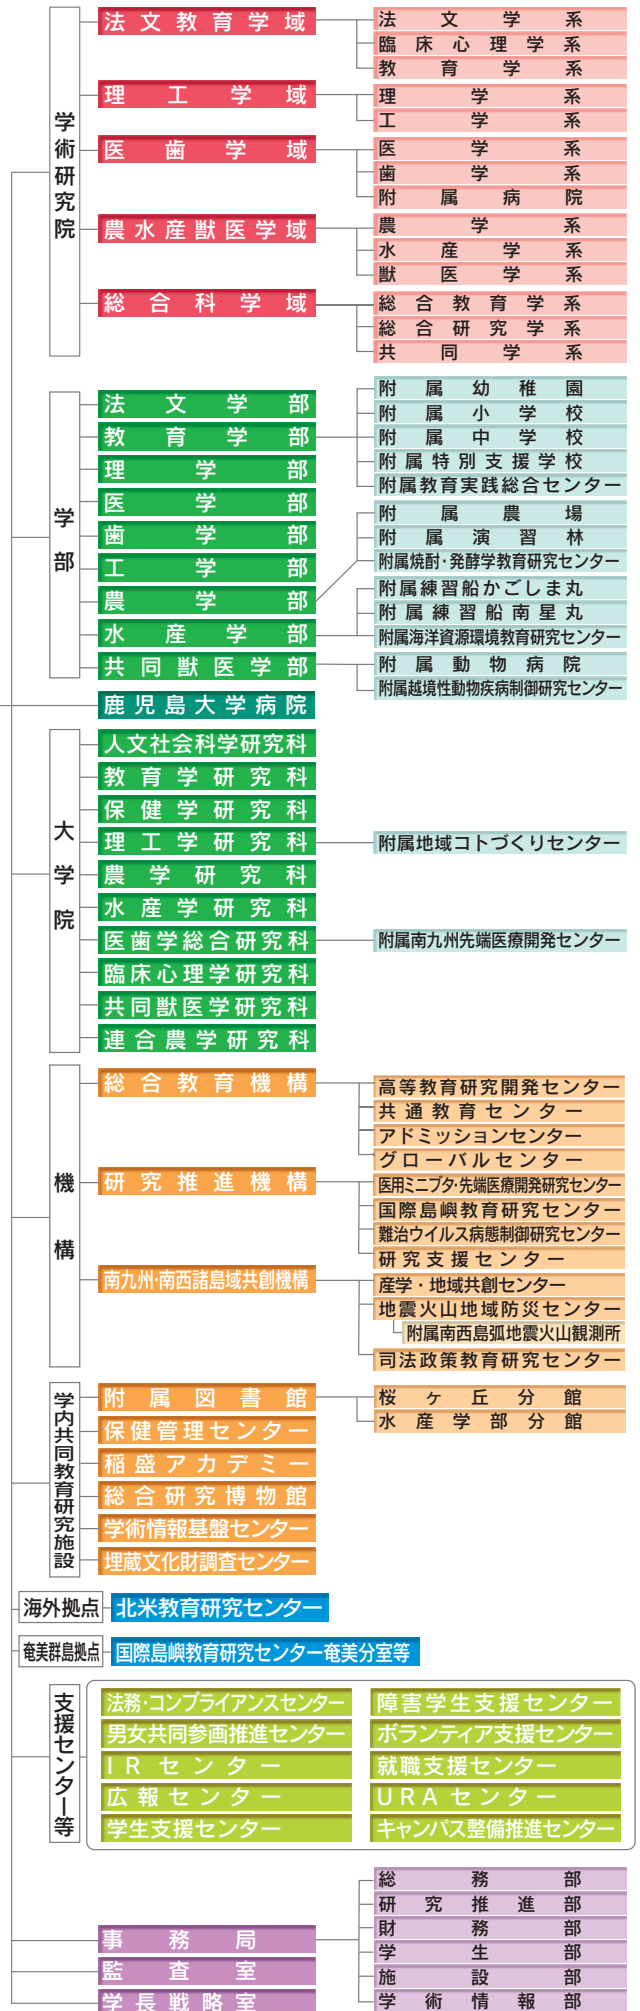 学術研究院
法文教育学域
法文学系
臨床心理学系
教育学系
理工学域
理学系
工学系
医歯学域
医学系
歯学系
附属病院
農水産獣医学域
農学系
水産学系
獣医学系
総合科学域
総合教育学系
総合研究学系
共同学系
学部
法文学部
教育学部
附属幼稚園
附属小学校
附属中学校
附属特別支援学校
附属教育実践総合センター
理学部
医学部
歯学部
工学部
農学部
附属農場
附属演習林
附属焼酎・発酵学教育研究センター
水産学部
附属練習船かごしま丸
附属練習船南星丸
附属海洋資源環境教育研究センター
共同獣医学部
附属動物病院
附属越境性動物疾病制御研究センター
鹿児島大学病院
大学院
人文社会科学研究科
教育学研究科
保健学研究科
理工学研究科
附属地域コトづくりセンター
農学研究科
水産学研究科
医歯学総合研究科
附属南九州先端医療開発センター
臨床心理学研究科
共同獣医学研究科
連合農学研究科
機構
総合教育機構
高等教育研究開発センター
共通教育センター
アドミッションセンター
グローバルセンター
研究推進機構
医用ミニブタ・先端医療開発研究センター
国際島嶼教育研究センター
難治ウイルス病態制御研究センター
研究支援センター
南九州・南西諸島域共創機構
産学・地域共創センター
地震火山地域防災センター
附属南西島弧地震火山観測所
司法政策教育研究センター
学内共同教育研究施設
附属図書館
桜ヶ丘分館
水産学部分館
保健管理センター
稲盛アカデミー
総合研究博物館
学術情報基盤センター
埋蔵文化財調査センター
海外拠点
北米教育研究センター
奄美群島拠点
国際島嶼教育研究センター奄美分室等
支援センター等
法務・コンプライアンスセンター
障害学生支援センター
男女共同参画推進センター
ボランティア支援センター
IRセンター
就職支援センター
広報センター
URAセンター
学生支援センター
キャンパス整備推進センター
事務局
総務部
研究推進部
財務部
学生部
施設部
学術情報部
監査室
学長戦略室